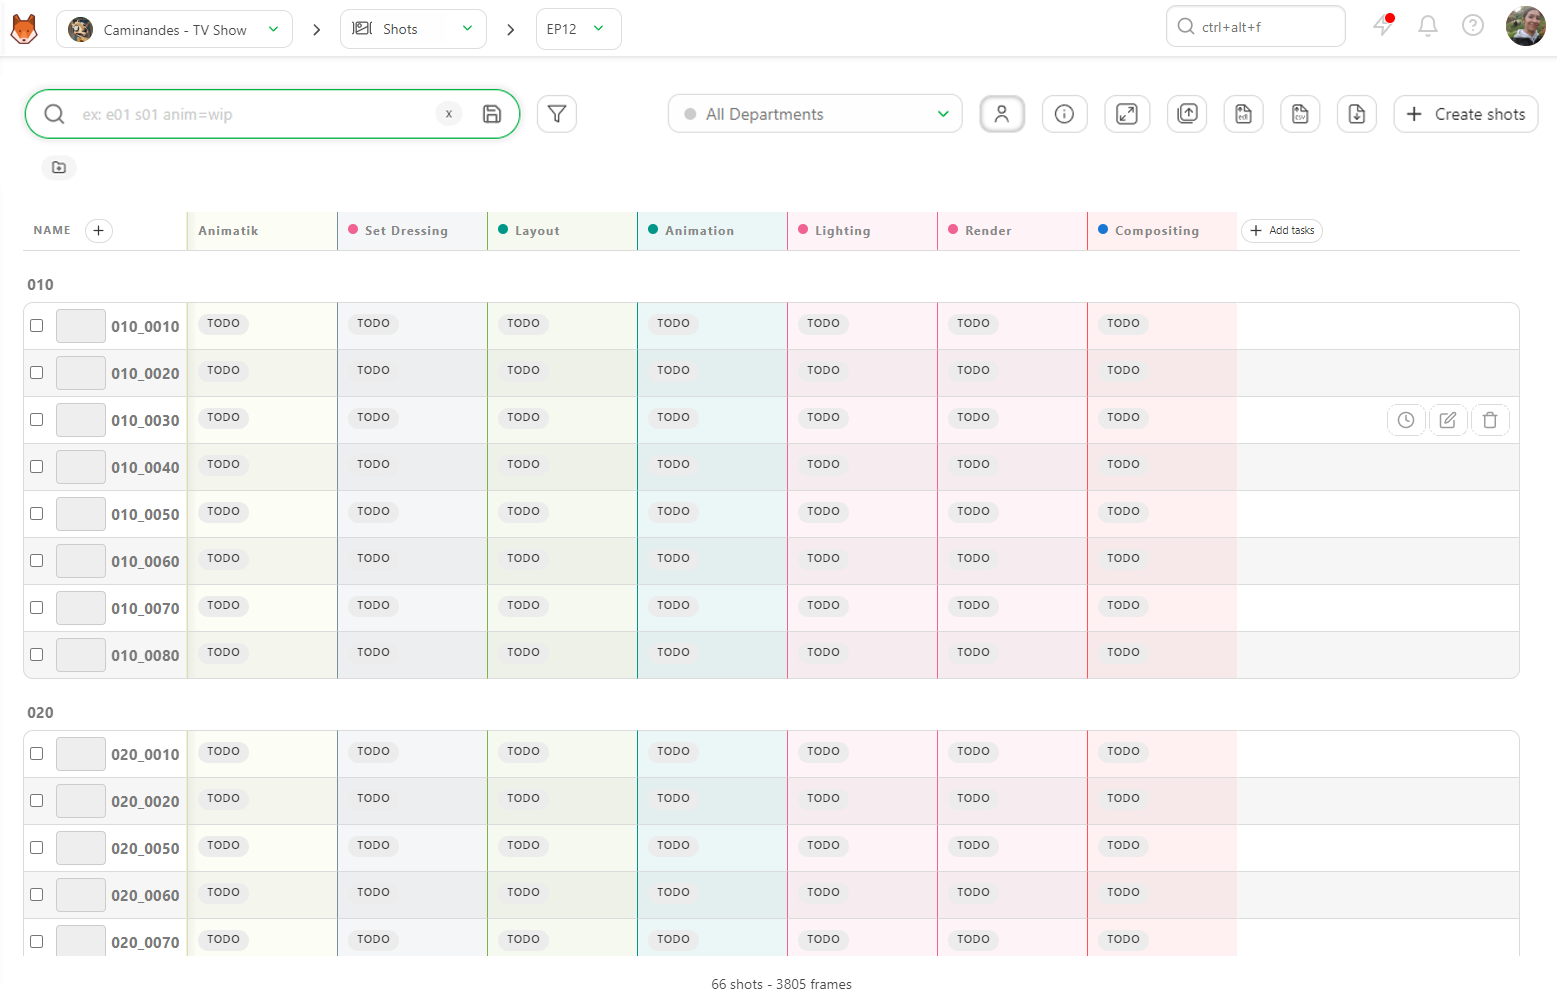 Caminandes - TV Show > Shots > EP12 ctrl+alt+f
ex: e01 s01 anim=wip x All Departments edl csv + Create shots
NAME + Animatik Set Dressing Layout Animation Lighting Render Compositing + Add tasks
010
010_0010 TODO TODO TODO TODO TODO TODO TODO
010_0020 TODO TODO TODO TODO TODO TODO TODO
010_0030 TODO TODO TODO TODO TODO TODO TODO
010_0040 TODO TODO TODO TODO TODO TODO TODO
010_0050 TODO TODO TODO TODO TODO TODO TODO
010_0060 TODO TODO TODO TODO TODO TODO TODO
010_0070 TODO TODO TODO TODO TODO TODO TODO
010_0080 TODO TODO TODO TODO TODO TODO TODO
020
020_0010 TODO TODO TODO TODO TODO TODO TODO
020_0020 TODO TODO TODO TODO TODO TODO TODO
020_0050 TODO TODO TODO TODO TODO TODO TODO
020_0060 TODO TODO TODO TODO TODO TODO TODO
020_0070 TODO TODO TODO TODO TODO TODO TODO
66 shots - 3805 frames